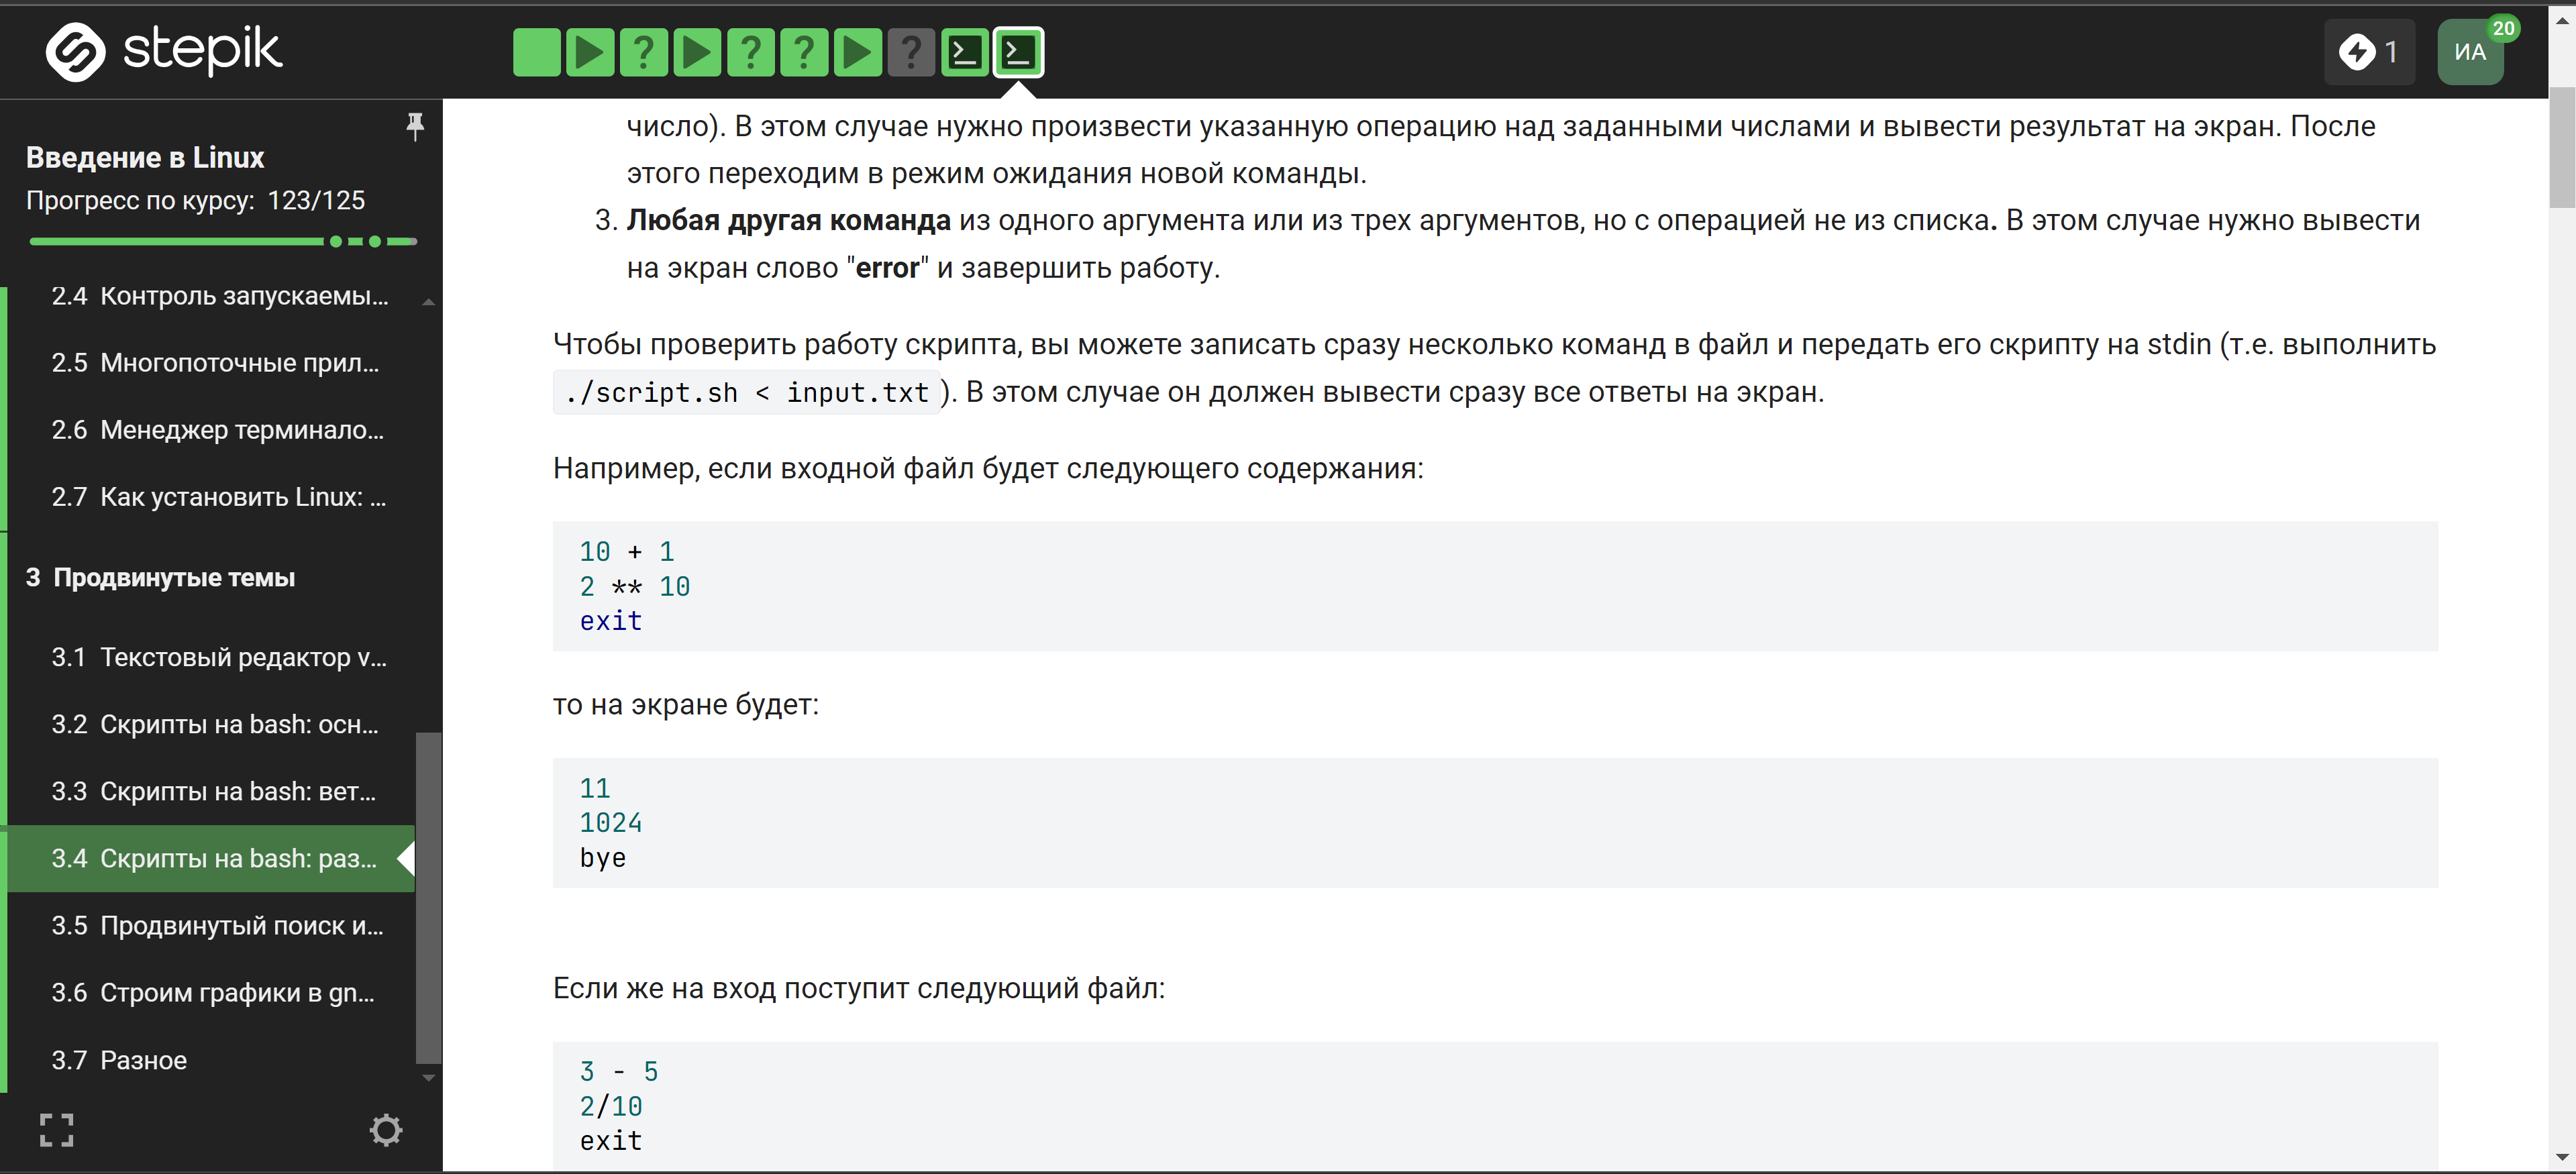 stepik
? ? ? ?
1
ИА
20
Введение в Linux
Прогресс по курсу: 123/125
2.4 Контроль запускаемы...
2.5 Многопоточные прил...
2.6 Менеджер терминало...
2.7 Как установить Linux: ...
3 Продвинутые темы
3.1 Текстовый редактор v...
3.2 Скрипты на bash: осн...
3.3 Скрипты на bash: вет...
3.4 Скрипты на bash: раз...
3.5 Продвинутый поиск и...
3.6 Строим графики в gn...
3.7 Разное
число). В этом случае нужно произвести указанную операцию над заданными числами и вывести результат на экран. После
этого переходим в режим ожидания новой команды.
3. Любая другая команда из одного аргумента или из трех аргументов, но с операцией не из списка. В этом случае нужно вывести
на экран слово "error" и завершить работу.
Чтобы проверить работу скрипта, вы можете записать сразу несколько команд в файл и передать его скрипту на stdin (т.е. выполнить
./script.sh < input.txt ). В этом случае он должен вывести сразу все ответы на экран.
Например, если входной файл будет следующего содержания:
10 + 1
2 ** 10
exit
то на экране будет:
11
1024
bye
Если же на вход поступит следующий файл:
3 - 5
2/10
exit